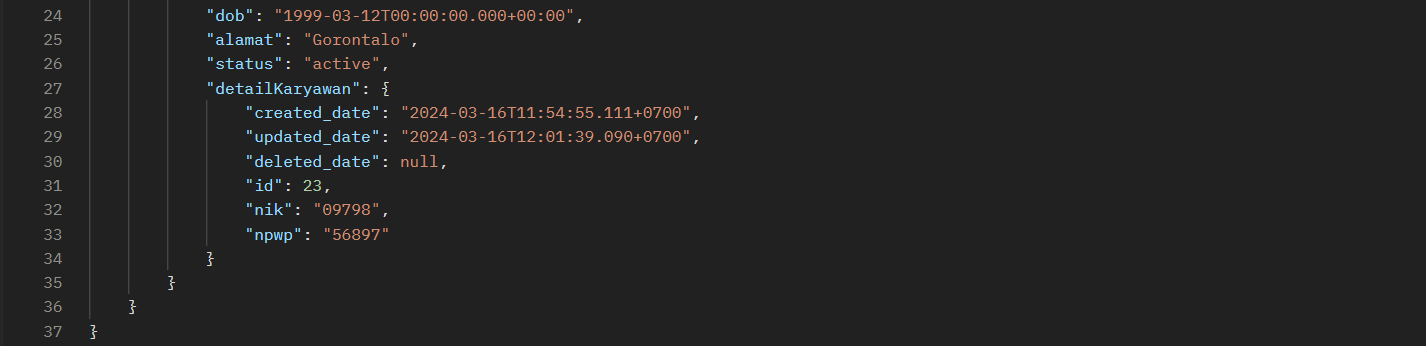 24 "dob": "1999-03-12T00:00:00.000+00:00",
25 "alamat": "Gorontalo",
26 "status": "active",
27 "detailKaryawan": {
28 "created_date": "2024-03-16T11:54:55.111+0700",
29 "updated_date": "2024-03-16T12:01:39.090+0700",
30 "deleted_date": null,
31 "id": 23,
32 "nik": "09798",
33 "npwp": "56897"
34 }
35 }
36 }
37 }